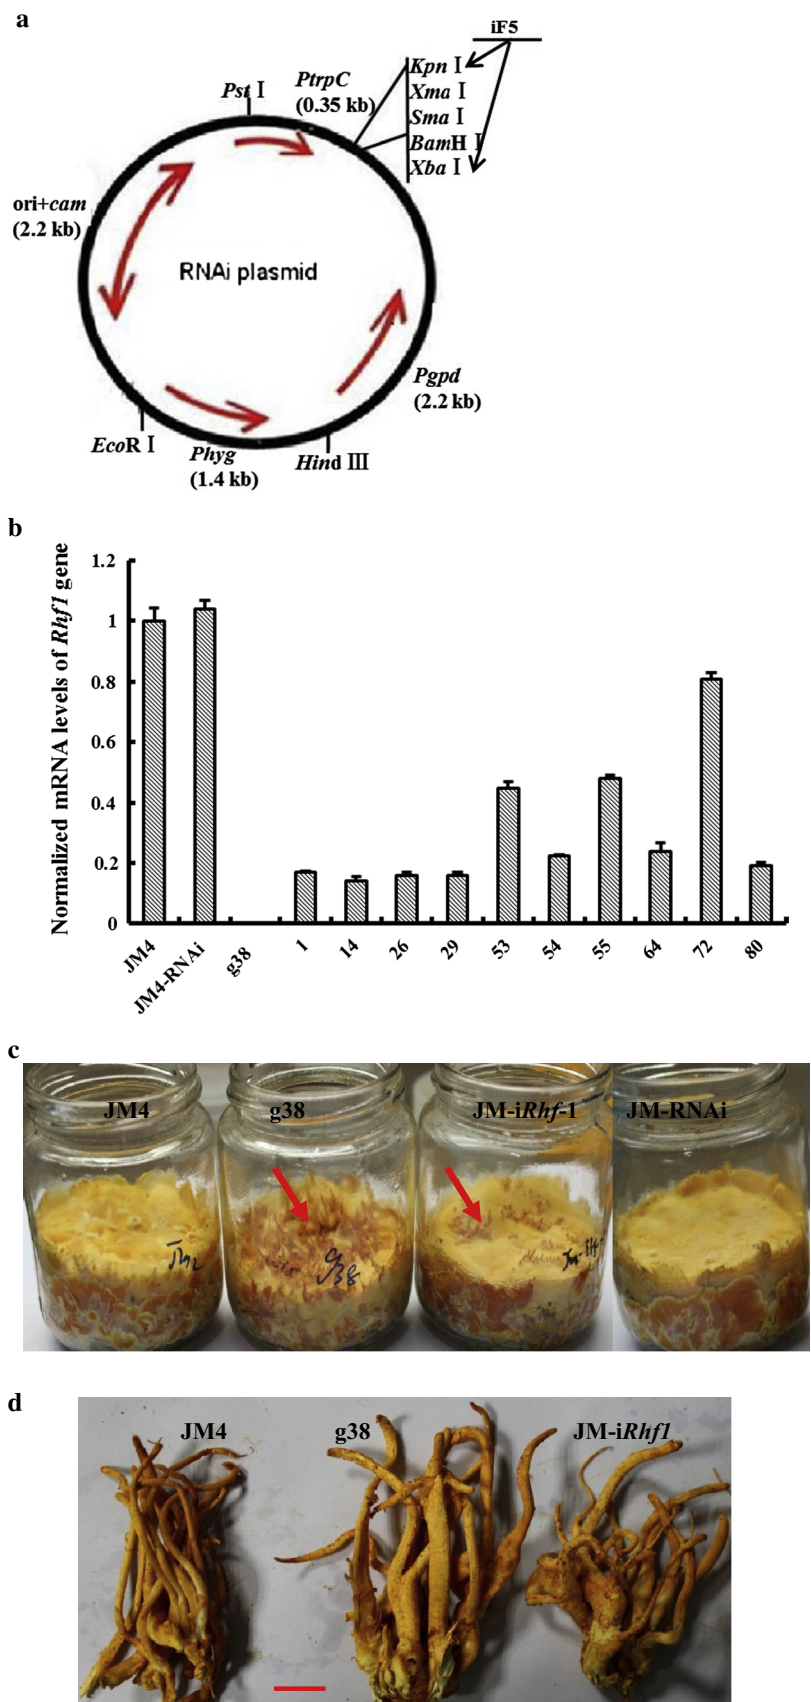 a
iF5
Kpn I
Xma I
Sma I
BamH I
Xba I
PtrpC
(0.35 kb)
Pst I
ori+cam
(2.2 kb)
RNAi plasmid
Pgpd
(2.2 kb)
EcoR I
Phyg
(1.4 kb)
Hind III
b
Normalized mRNA levels of Rhf1 gene
1.2
1
0.8
0.6
0.4
0.2
0
JM4
JM4-RNAi
g38
1
14
26
29
53
54
55
64
72
80
c
JM4
g38
JM-iRhf-1
JM-RNAi
g38
d
JM4
g38
JM-iRhf1